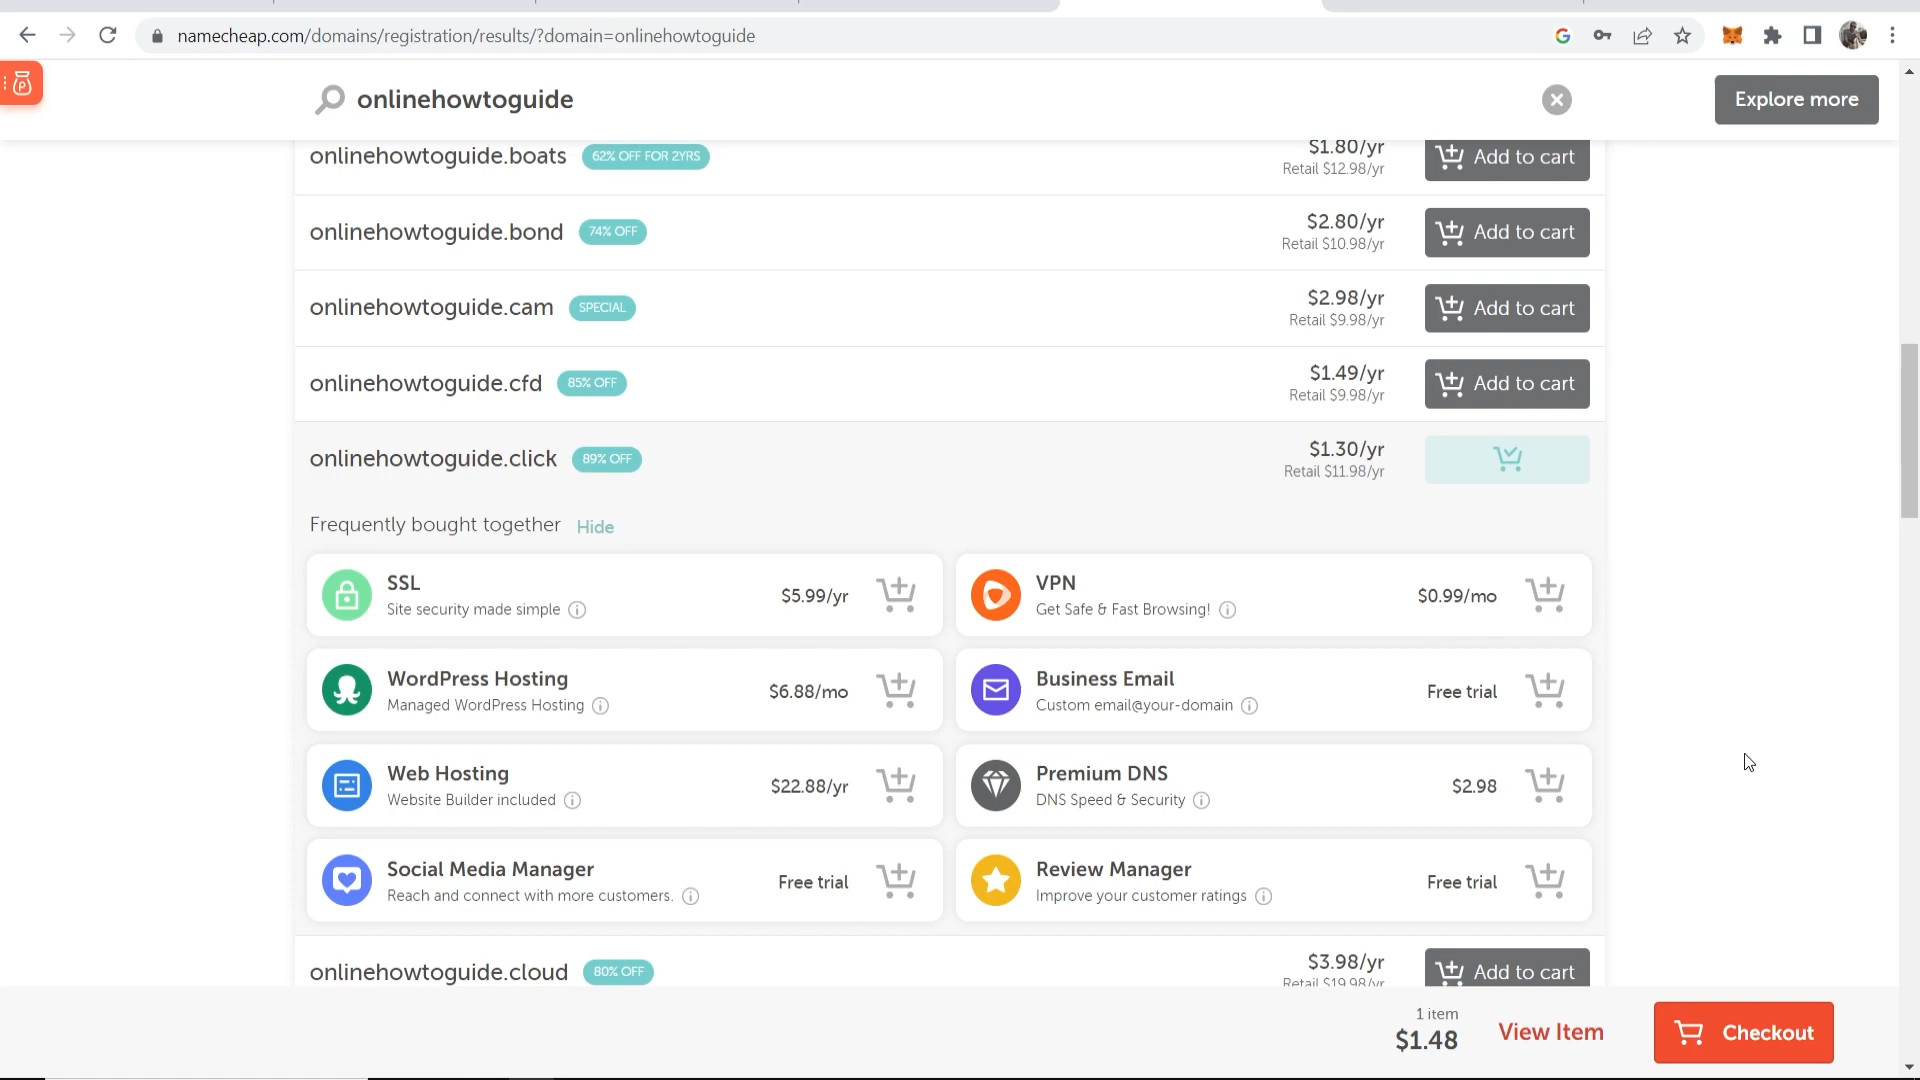 namecheap.com/domains/registration/results/?domain=onlinehowtoguide
onlinehowtoguide
Explore more
onlinehowtoguide.boats 62% OFF FOR 2YRS $1.80/yr Add to cart
Retail $12.98/yr
onlinehowtoguide.bond 74% OFF $2.80/yr Add to cart
Retail $10.98/yr
onlinehowtoguide.cam SPECIAL $2.98/yr Add to cart
Retail $9.98/yr
onlinehowtoguide.cfd 85% OFF $1.49/yr Add to cart
Retail $9.98/yr
onlinehowtoguide.click 89% OFF $1.30/yr
Retail $11.98/yr
Frequently bought together Hide
SSL
Site security made simple
$5.99/yr
VPN
Get Safe & Fast Browsing!
$0.99/mo
WordPress Hosting
Managed WordPress Hosting
$6.88/mo
Business Email
Custom email@your-domain
Free trial
Web Hosting
Website Builder included
$22.88/yr
Premium DNS
DNS Speed & Security
$2.98
Social Media Manager
Reach and connect with more customers.
Free trial
Review Manager
Improve your customer ratings
Free trial
onlinehowtoguide.cloud 80% OFF $3.98/yr Add to cart
Retail $19.98/yr
1 item
$1.48
View Item
Checkout